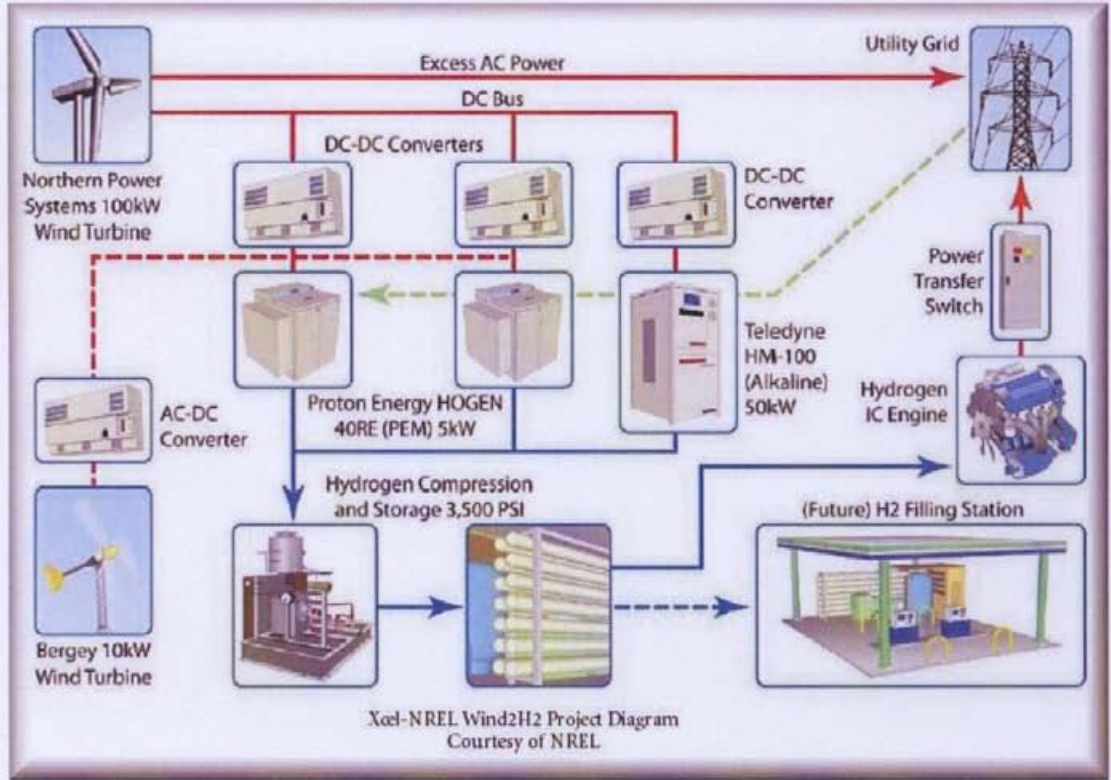 Utility Grid
Excess AC Power
DC Bus
DC-DC Converters
DC-DC
Converter
Northern Power
Systems 100kW
Wind Turbine
Power
Transfer
Switch
Teledyne
HM-100
(Alkaline)
50kW
Hydrogen
IC Engine
AC-DC
Converter
Proton Energy HOGEN
40RE (PEM) 5kW
Hydrogen Compression
and Storage 3,500 PSI
(Future) H2 Filling Station
Bergey 10kW
Wind Turbine
Xcel-NREL Wind2H2 Project Diagram
Courtesy of NREL